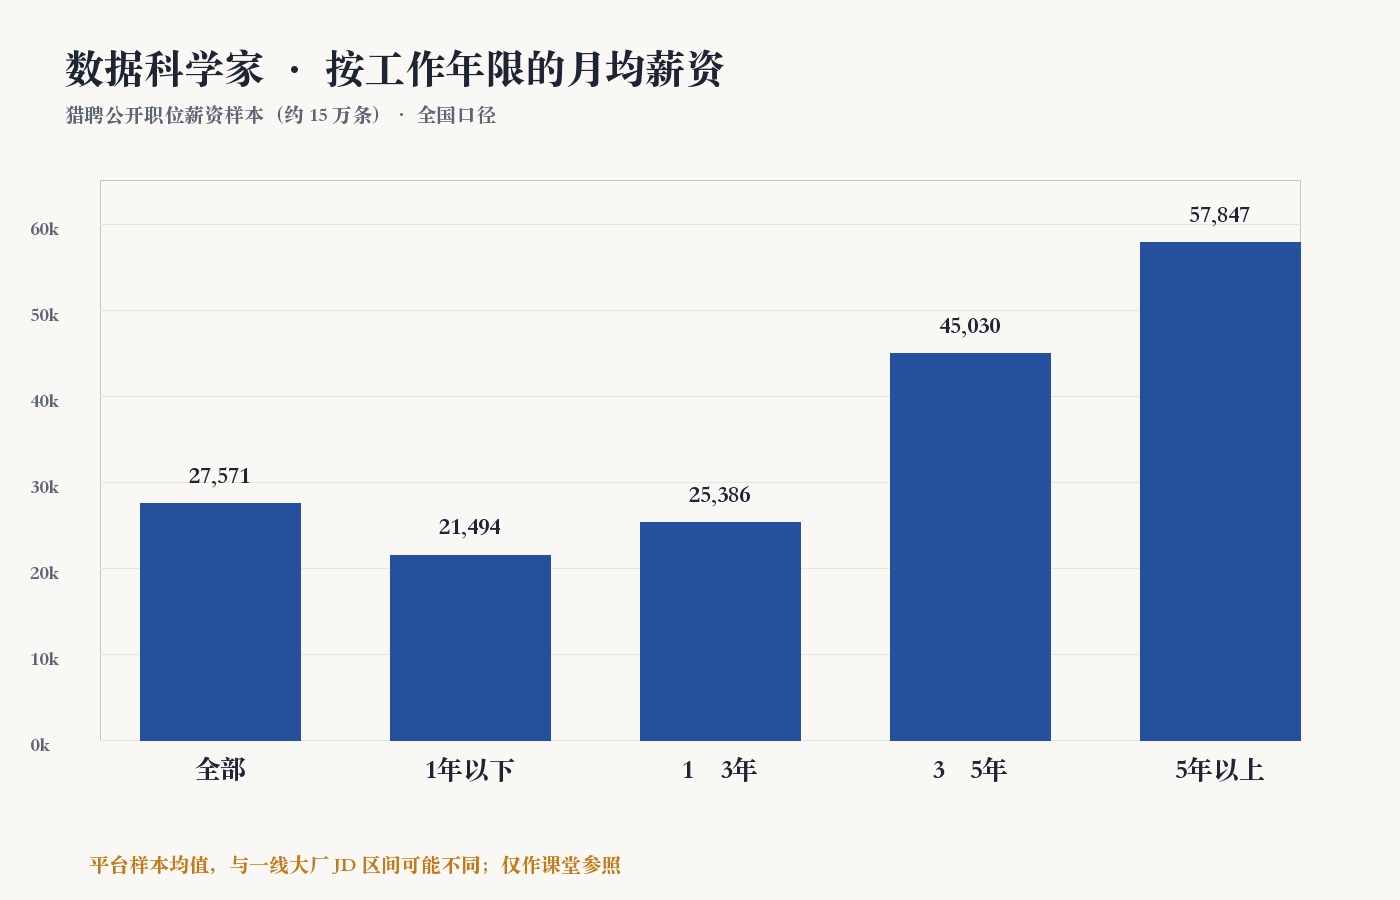 数据科学家 · 按工作年限的月均薪资
猎聘公开职位薪资样本（约 15 万条） · 全国口径
60k
50k
40k
30k
20k
10k
0k
27,571
21,494
25,386
45,030
57,847
全部
1年以下
1 3年
3 5年
5年以上
平台样本均值，与一线大厂 JD 区间可能不同；仅作课堂参照